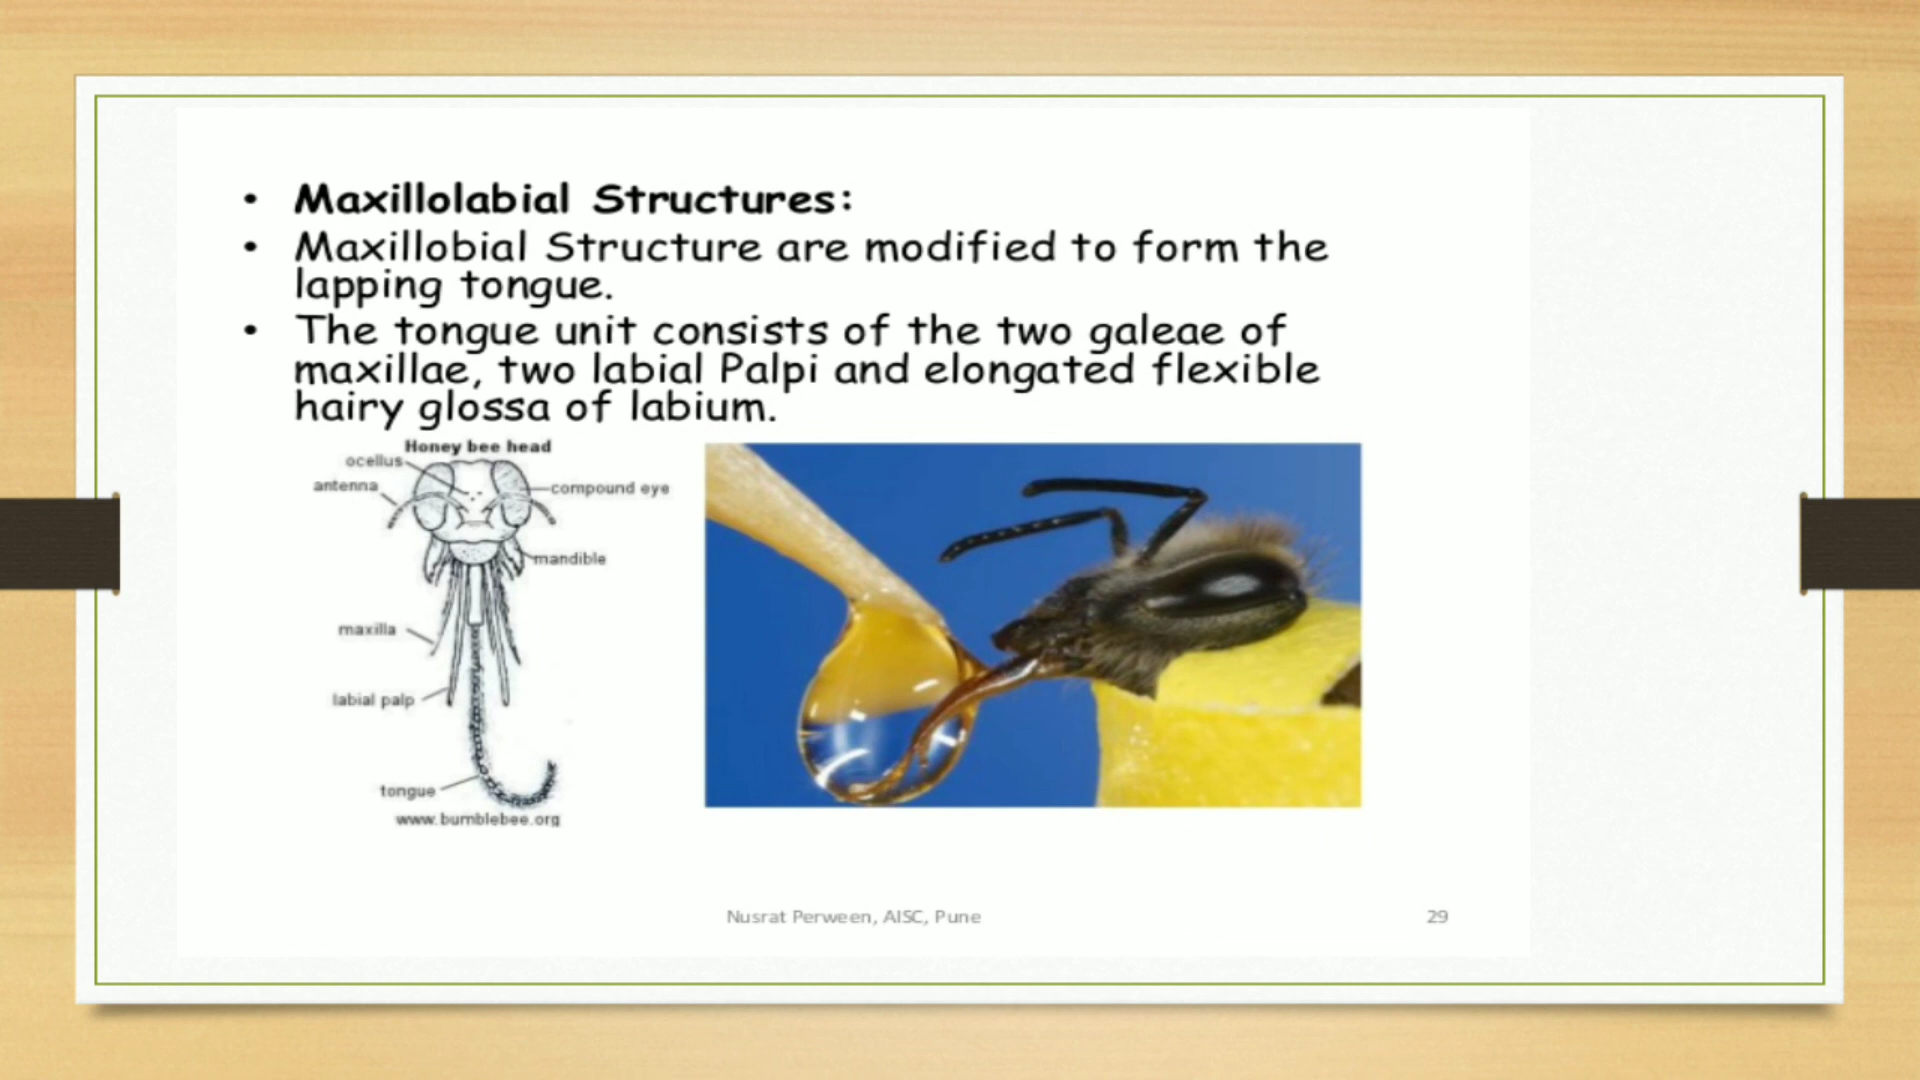 • Maxillolabial Structures:
• Maxillobial Structure are modified to form the
lapping tongue.
• The tongue unit consists of the two galeae of
maxillae, two labial Palpi and elongated flexible
hairy glossa of labium.
Honey bee head
ocellus
antenna
compound eye
mandible
maxilla
labial palp
tongue
www.bumblebee.org
Nusrat Perween, AISC, Pune
29